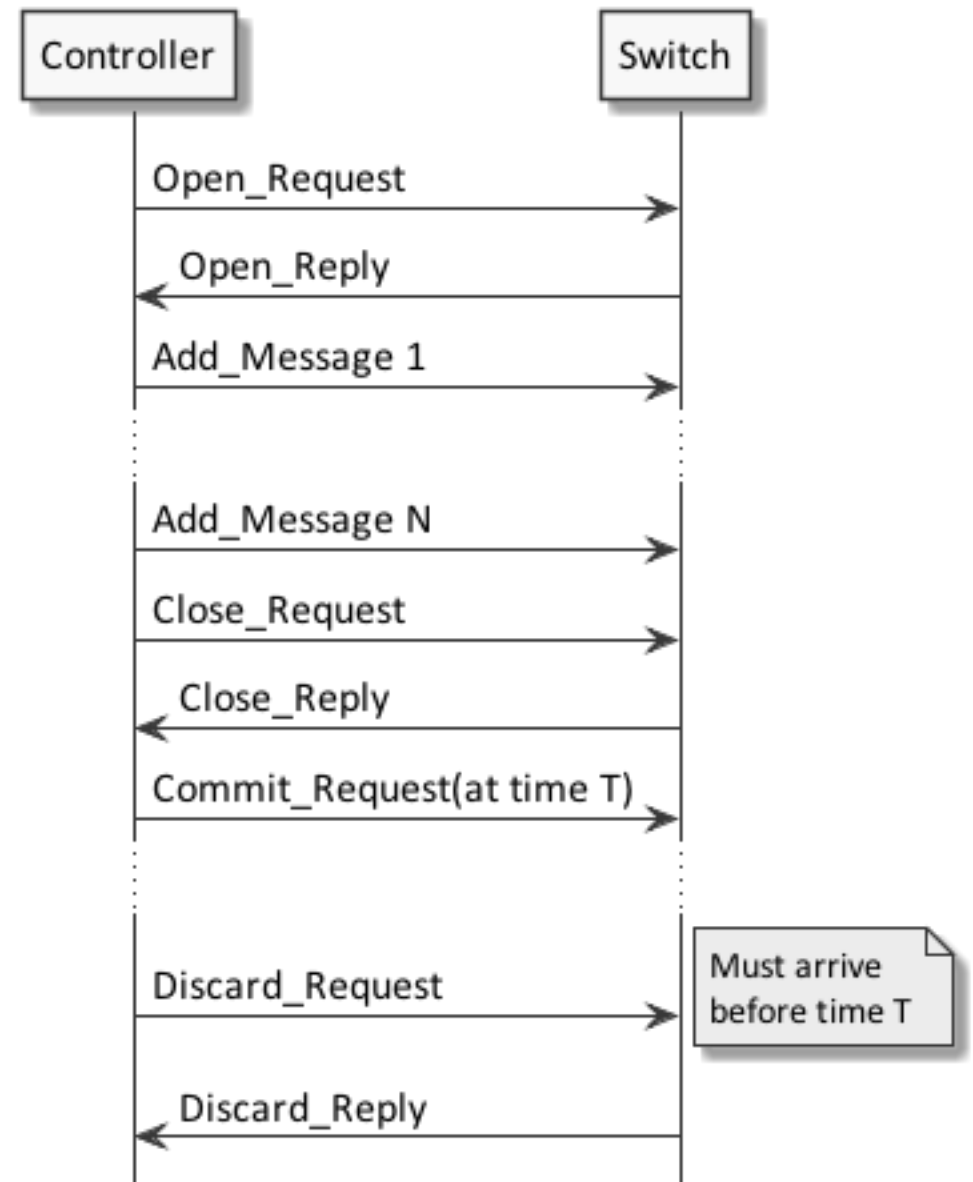 Controller
Switch
Open_Request
Open_Reply
Add_Message 1
Add_Message N
Close_Request
Close_Reply
Commit_Request(at time T)
Must arrive
before time T
Discard_Request
Discard_Reply